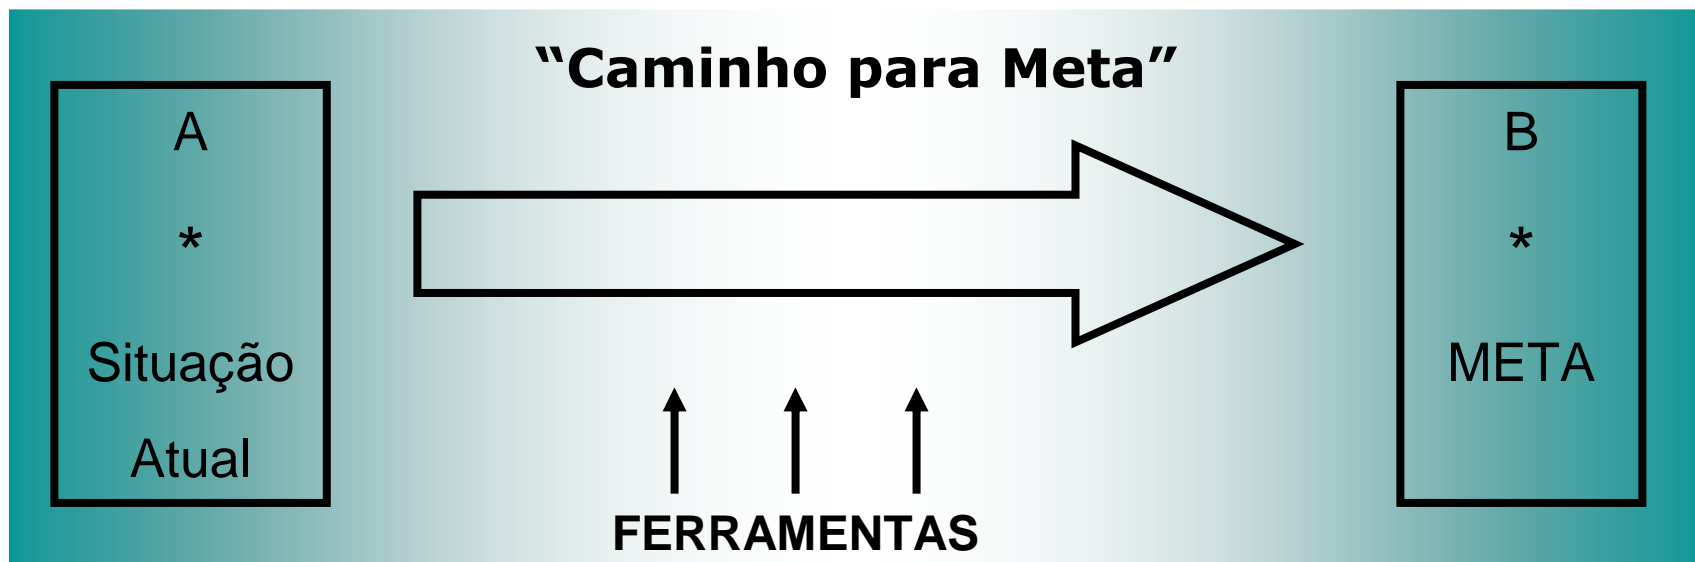 “Caminho para Meta”
A
*
Situação
Atual
B
*
META
FERRAMENTAS